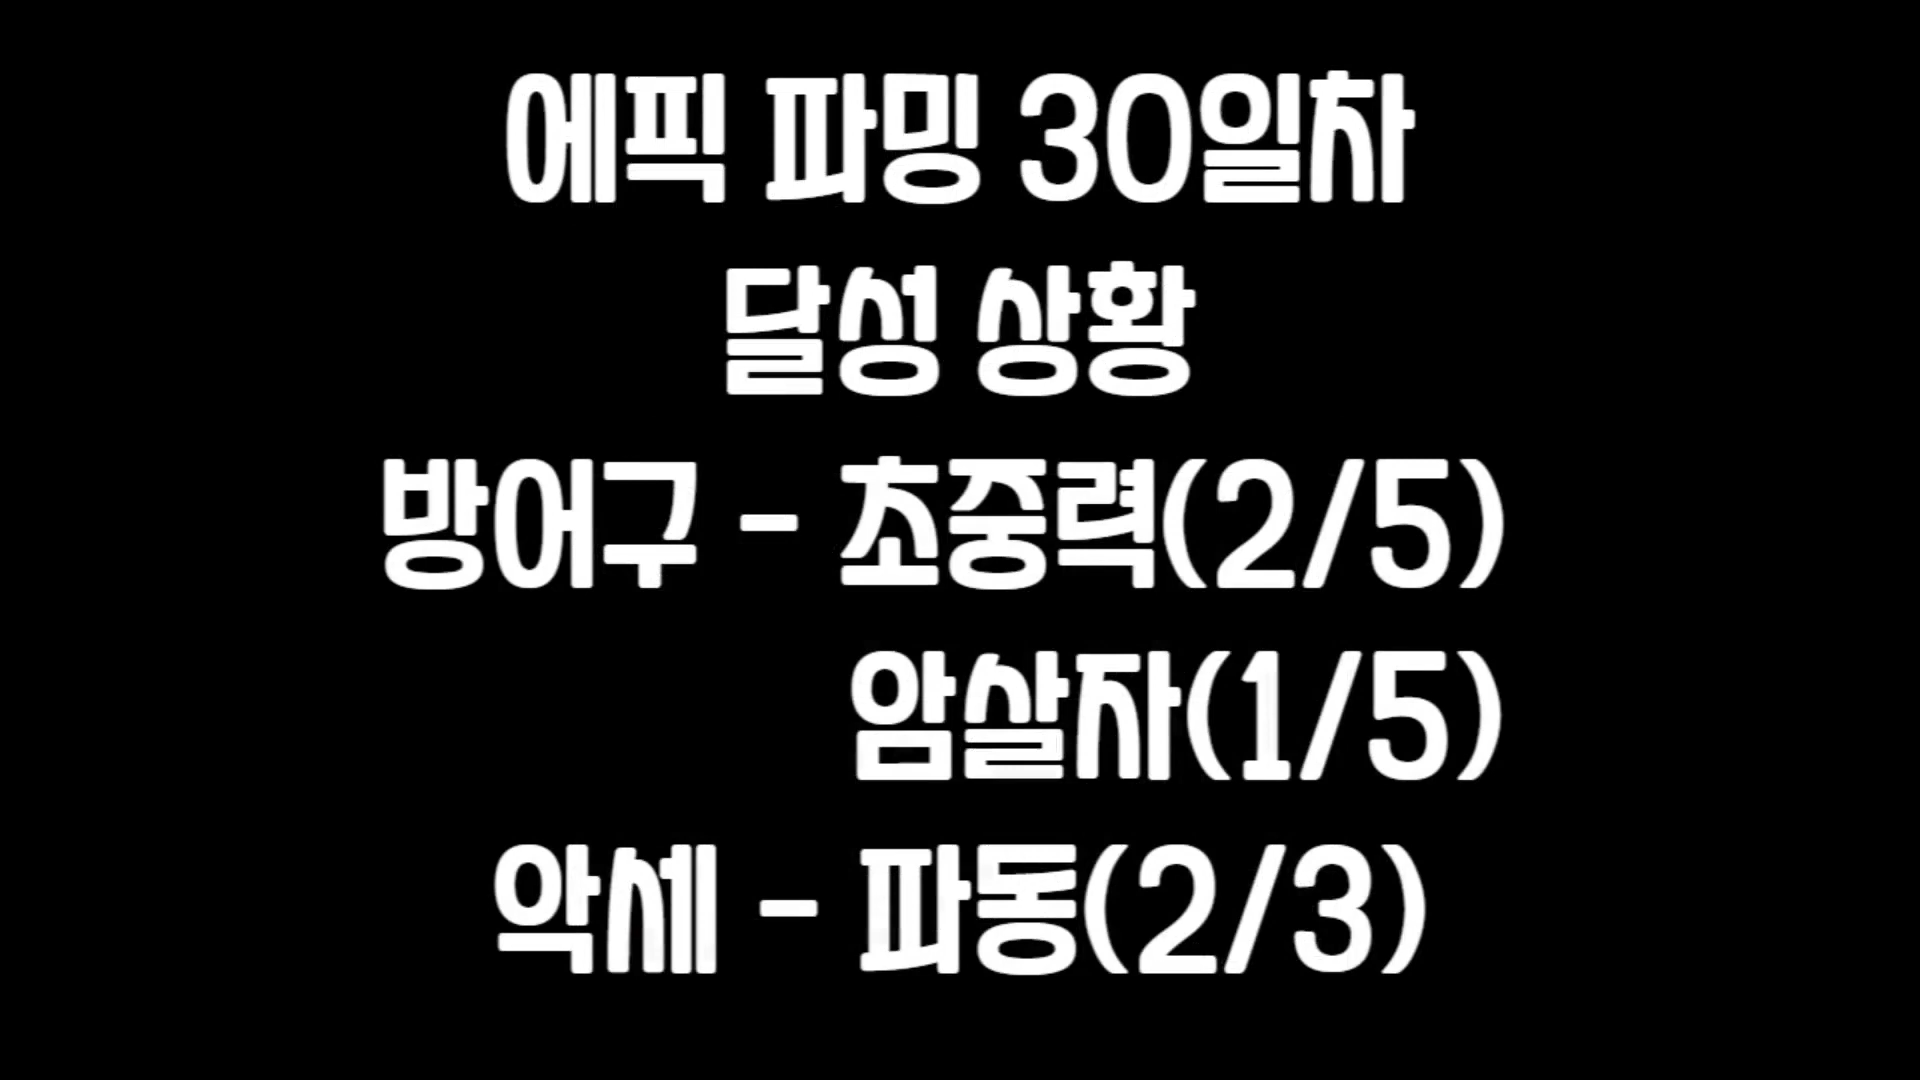 에픽 파밍 30일차
달성 상황
방어구 - 초중력(2/5)
암살자(1/5)
악세 - 파동(2/3)